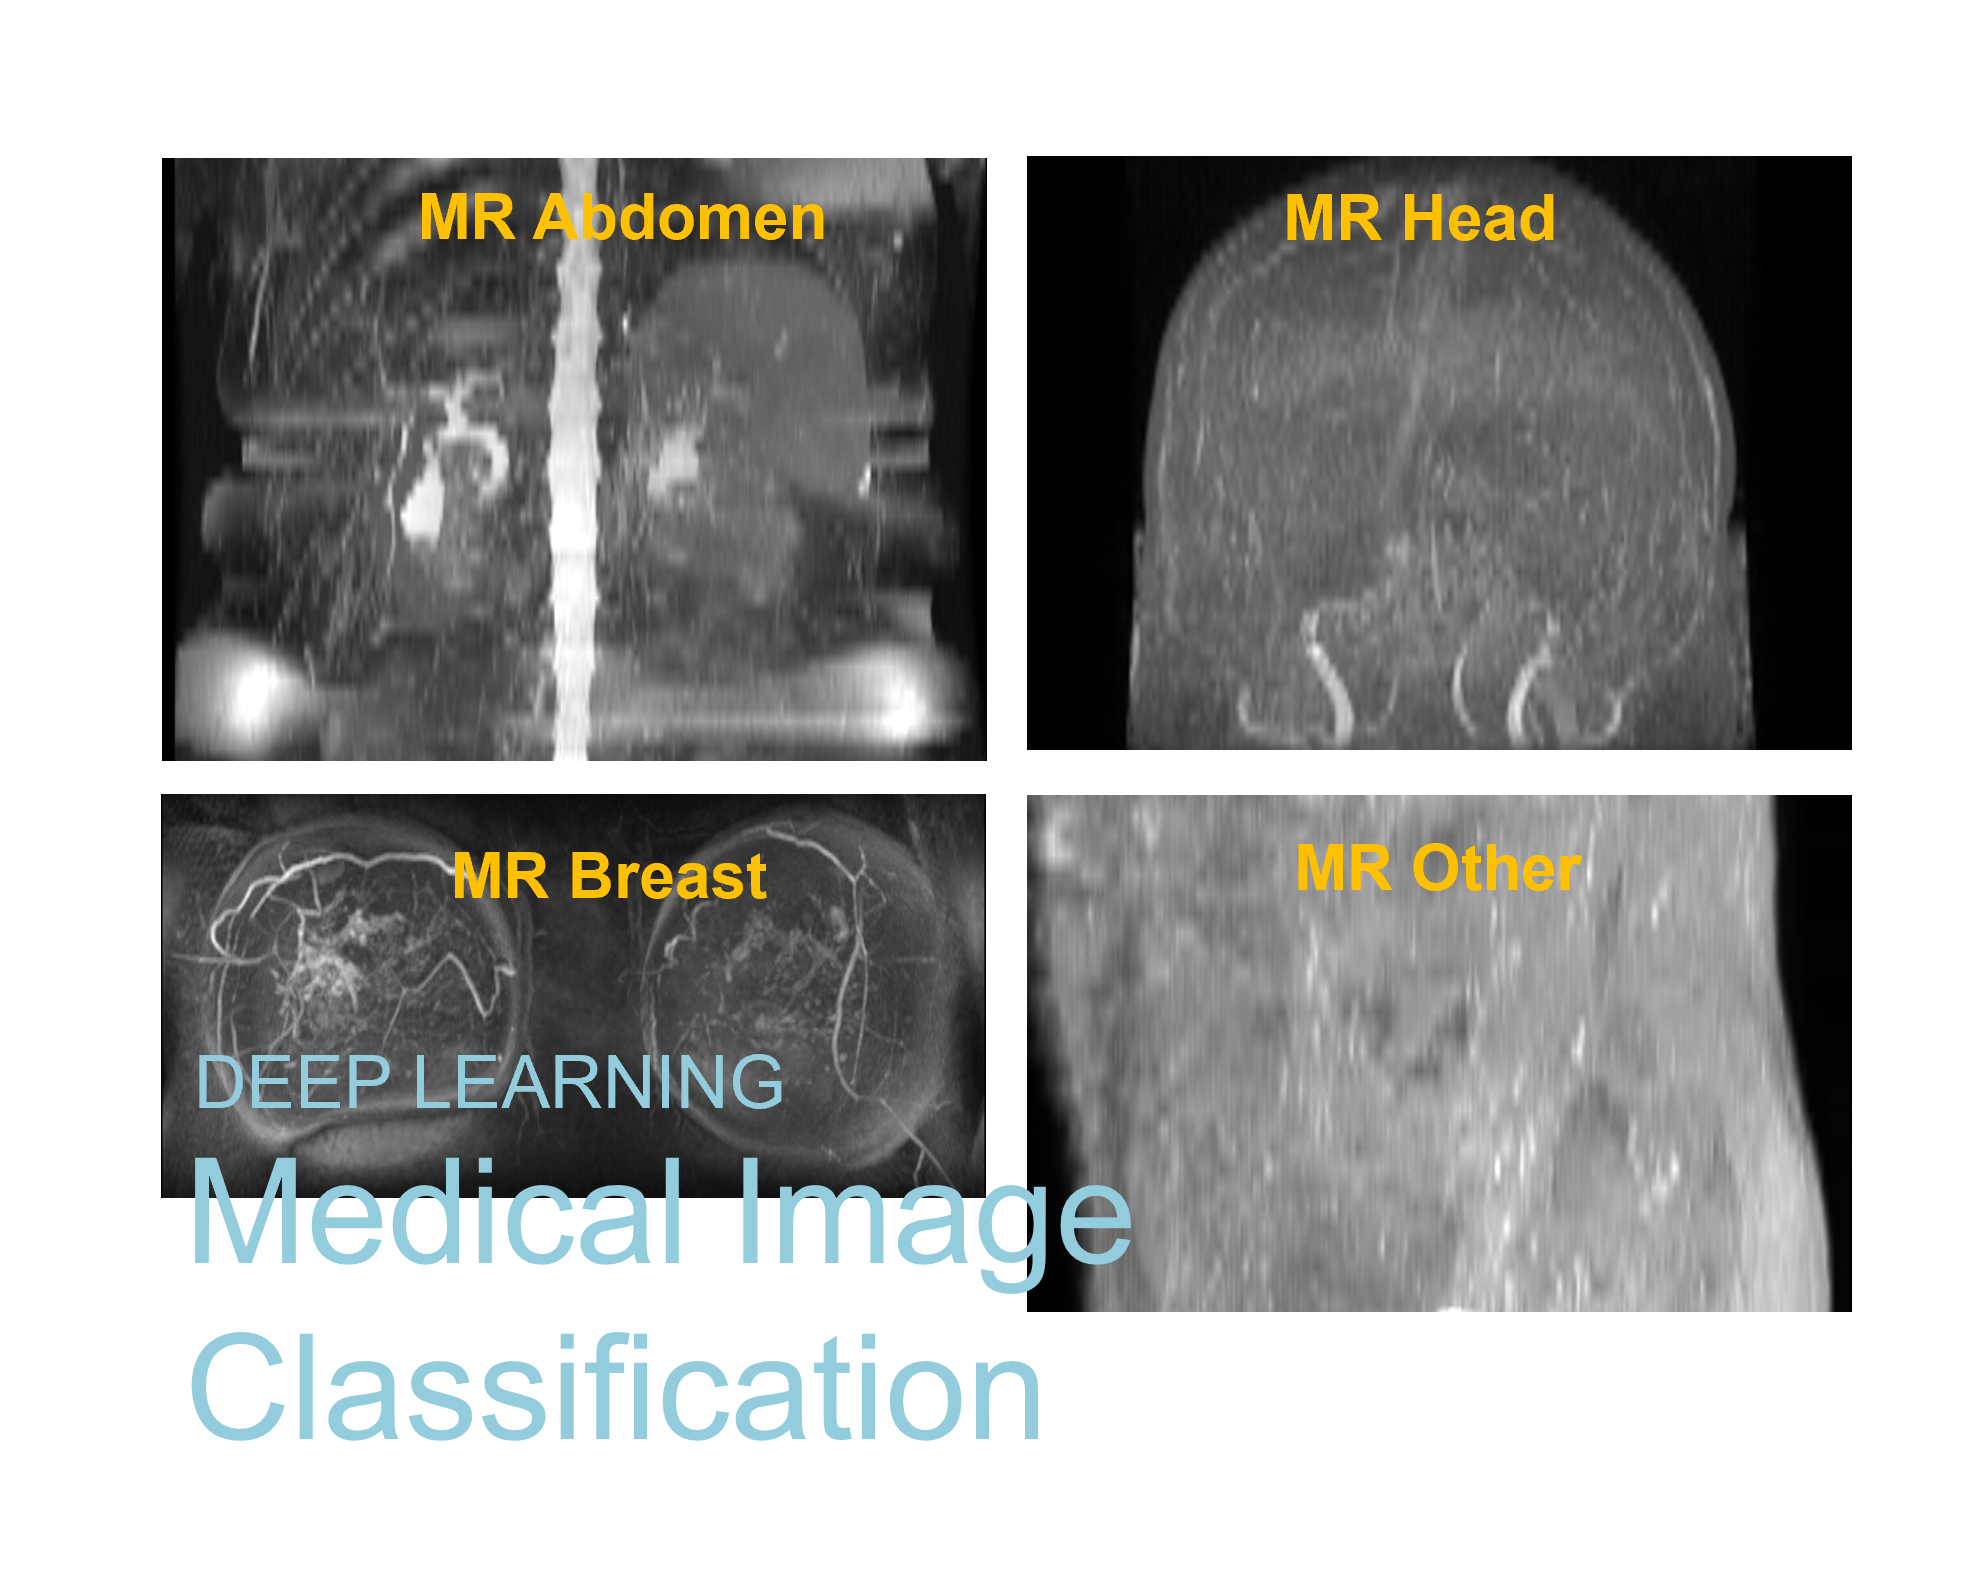 MR Abdomen
MR Head
MR Breast
MR Other
DEEP LEARNING
Medical Image
Classification